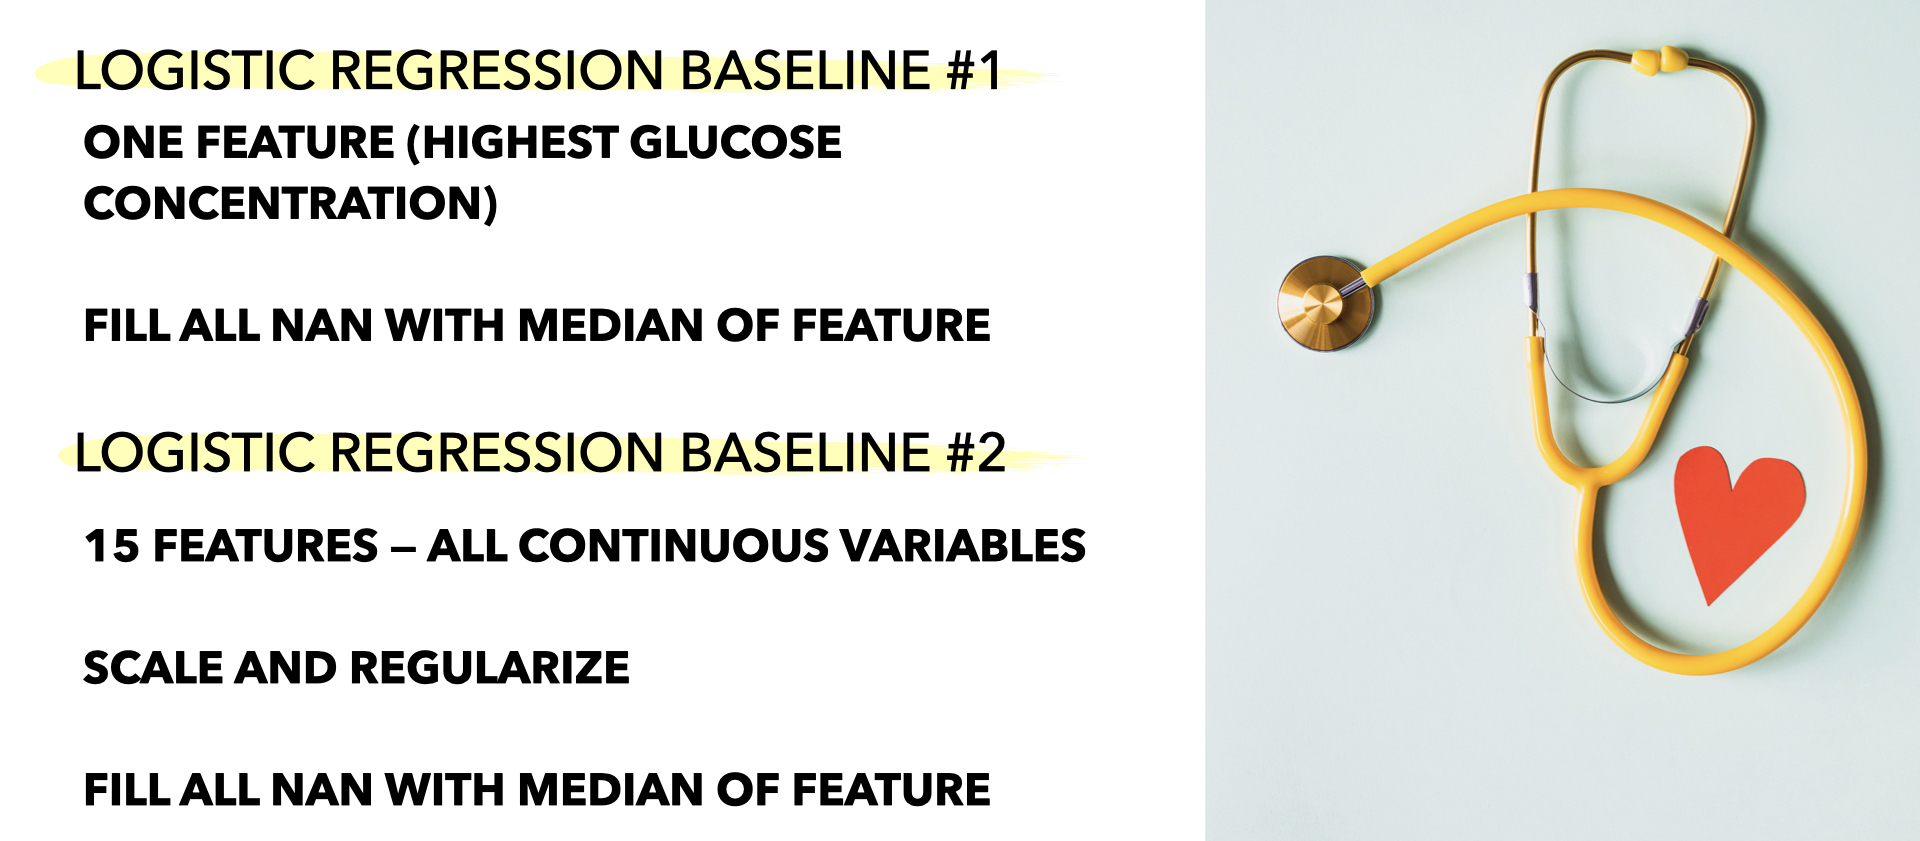 LOGISTIC REGRESSION BASELINE #1
ONE FEATURE (HIGHEST GLUCOSE
CONCENTRATION)
FILL ALL NAN WITH MEDIAN OF FEATURE
LOGISTIC REGRESSION BASELINE #2
15 FEATURES – ALL CONTINUOUS VARIABLES
SCALE AND REGULARIZE
FILL ALL NAN WITH MEDIAN OF FEATURE